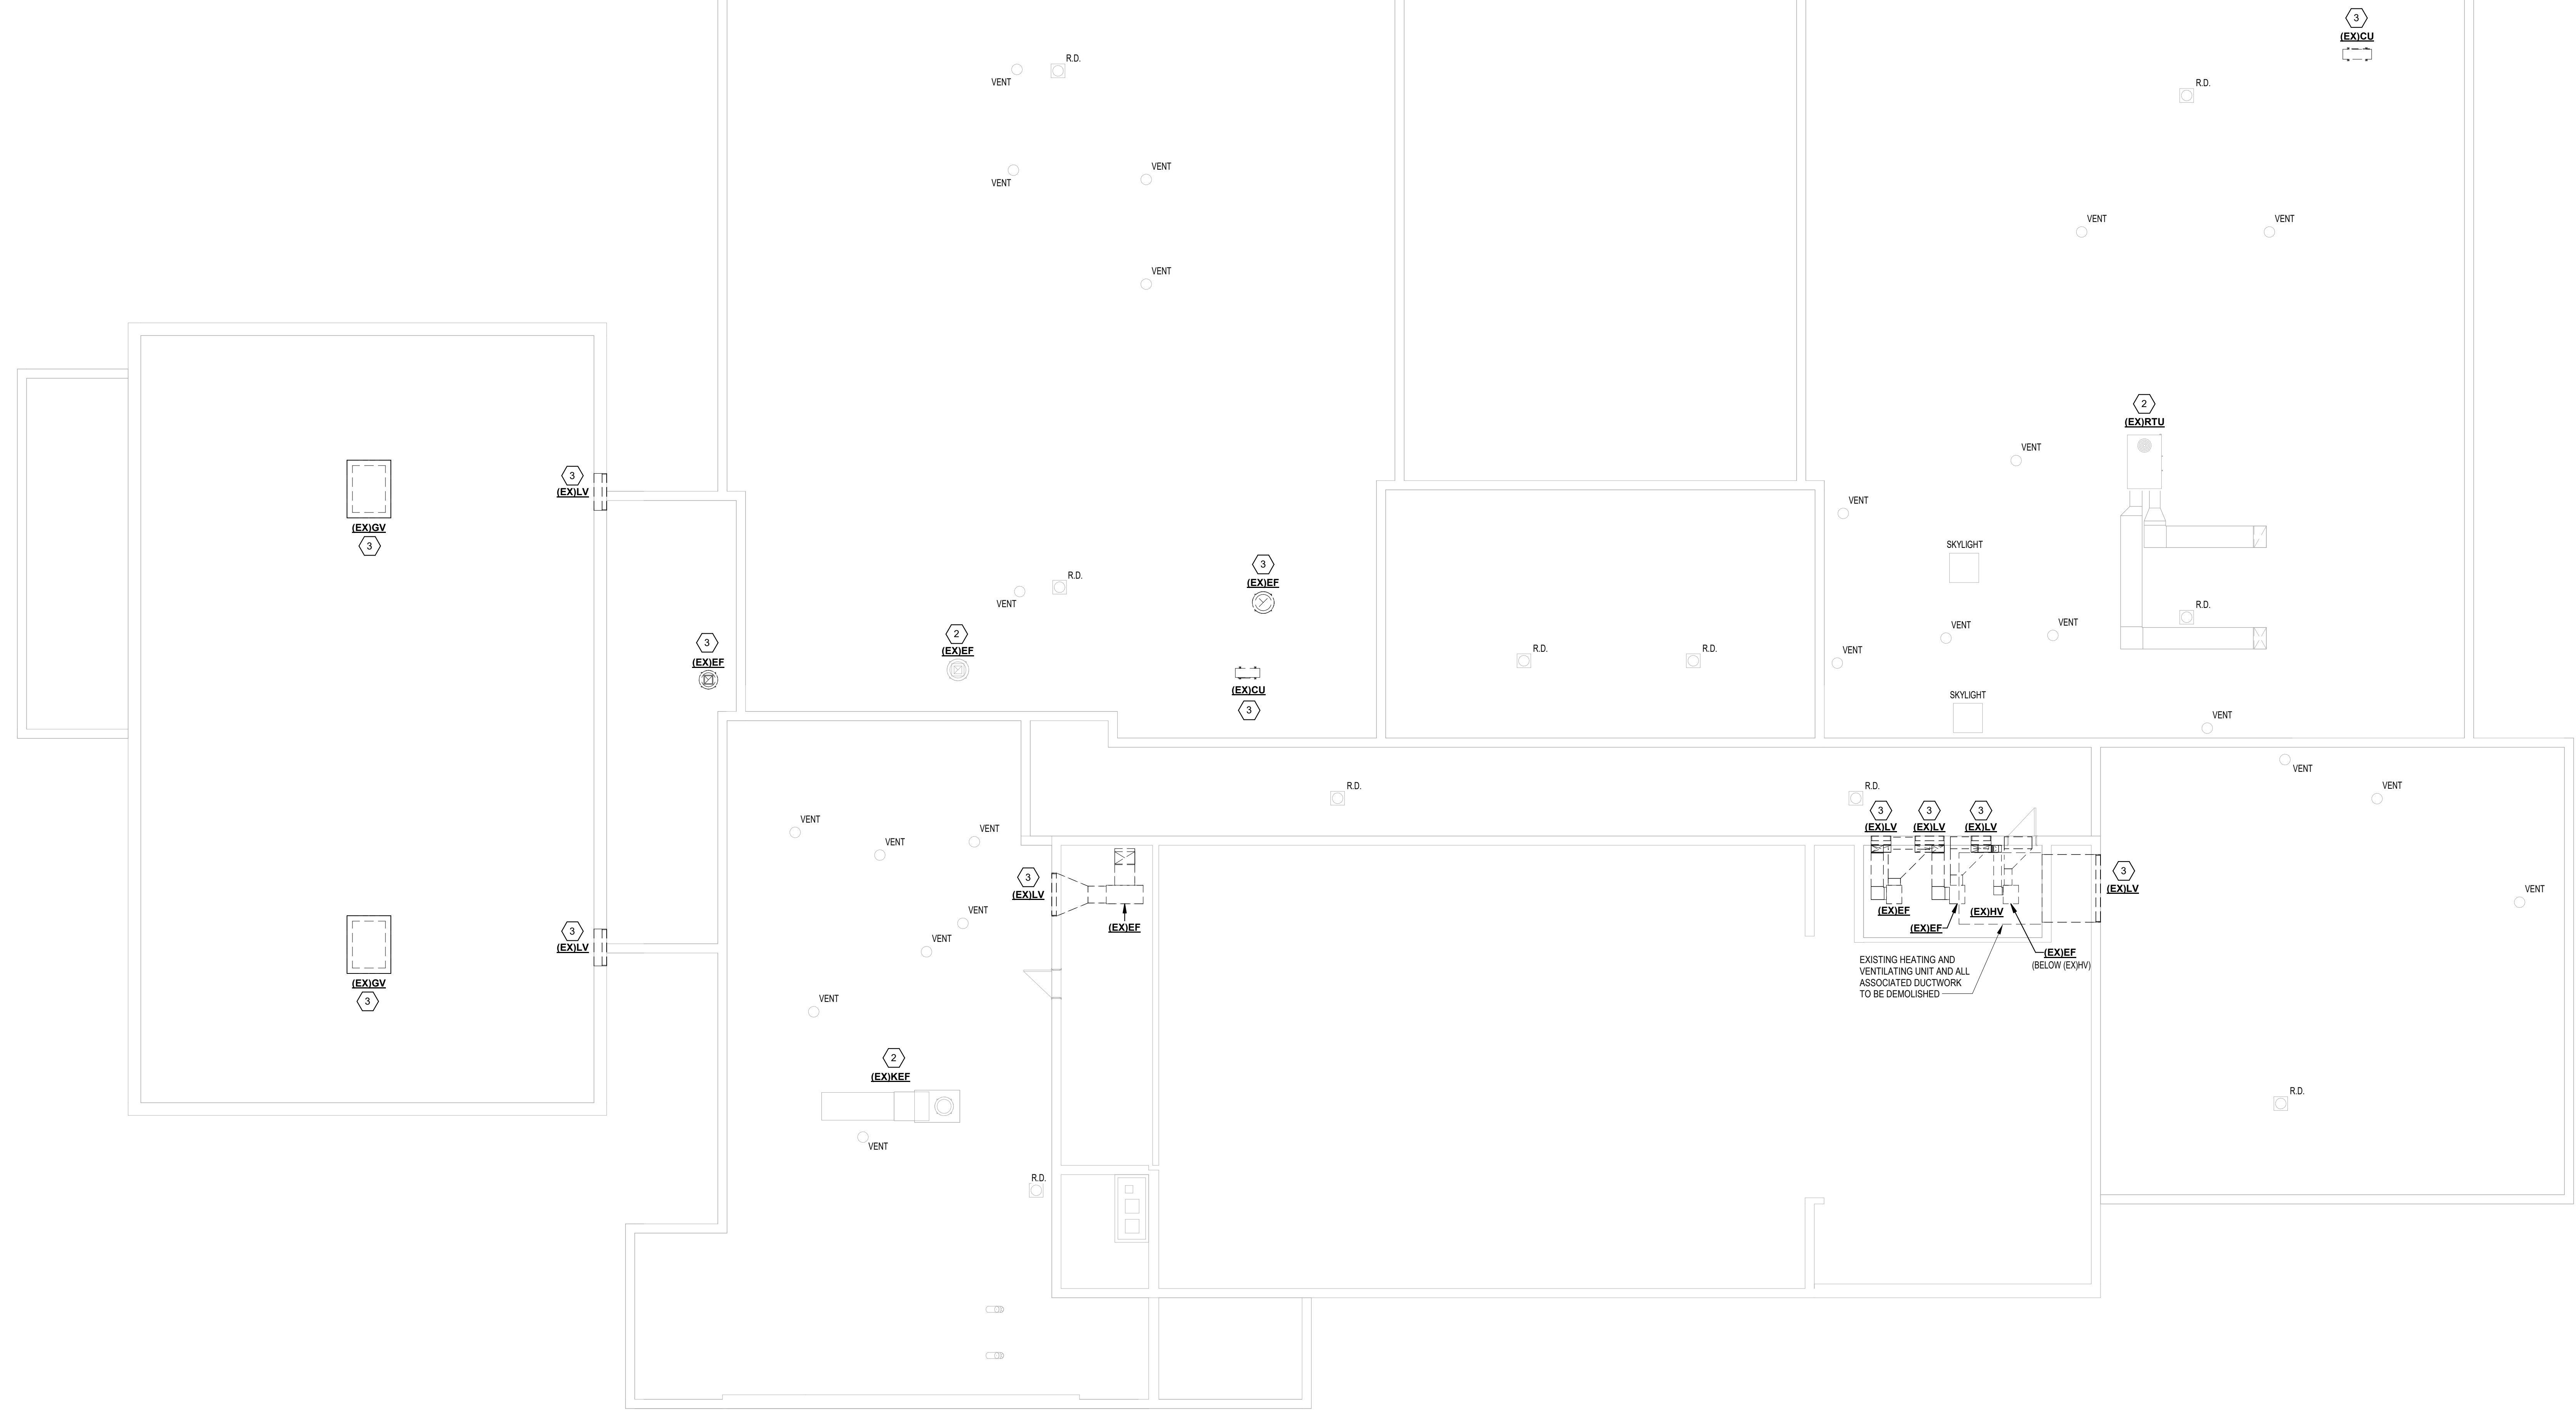 3
(EX)CU
R.D.
VENT
R.D.
VENT
VENT
VENT
VENT
VENT
VENT
2
(EX)RTU
VENT
3
(EX)LV
VENT
(EX)GV
3
SKYLIGHT
3
(EX)EF
R.D.
VENT
R.D.
VENT
VENT
2
(EX)EF
3
(EX)EF
R.D.
R.D.
VENT
(EX)CU
3
SKYLIGHT
VENT
VENT
R.D.
R.D.
VENT
3
(EX)LV
3
(EX)LV
3
(EX)LV
VENT
VENT
VENT
3
(EX)LV
3
(EX)LV
VENT
VENT
(EX)EF
(EX)HV
(EX)EF
(EX)EF
3
(EX)LV
VENT
(EX)EF
(BELOW (EX)HV)
EXISTING HEATING AND
VENTILATING UNIT AND ALL
ASSOCIATED DUCTWORK
TO BE DEMOLISHED
(EX)GV
3
VENT
2
(EX)KEF
R.D.
VENT
R.D.